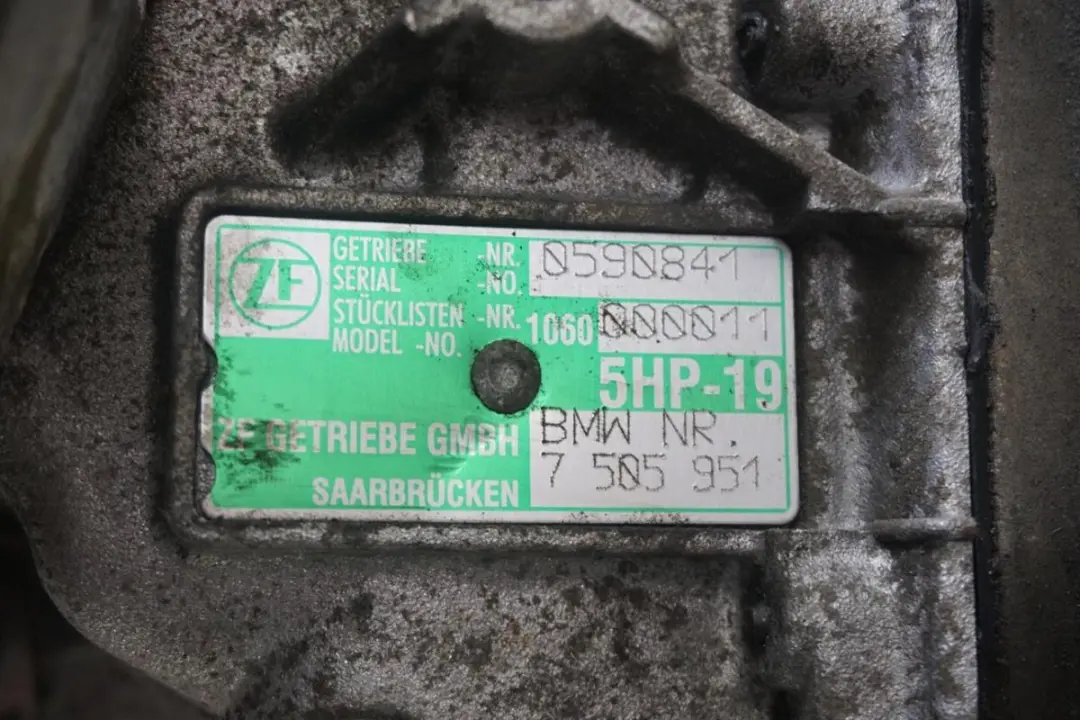 ZF
GETRIEBE -NR. 0590841
SERIAL -NO.
STÜCKLISTEN -NR. 1060 000011
MODEL -NO.
5HP-19
ZF GETRIEBE GMBH BMW NR.
SAARBRÜCKEN 7 505 951